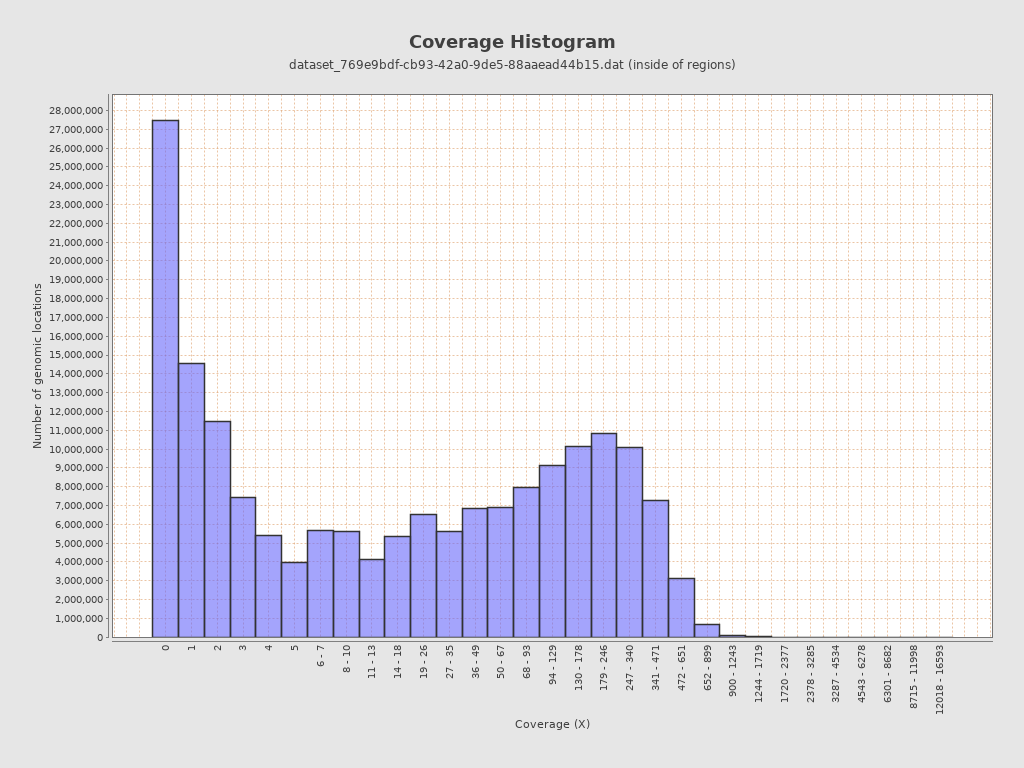 Coverage Histogram
dataset_769e9bdf-cb93-42a0-9de5-88aaead44b15.dat (inside of regions)
28,000,000
27,000,000
26,000,000
25,000,000
24,000,000
23,000,000
22,000,000
21,000,000
20,000,000
19,000,000
18,000,000
17,000,000
16,000,000
15,000,000
14,000,000
13,000,000
12,000,000
11,000,000
10,000,000
9,000,000
8,000,000
7,000,000
6,000,000
5,000,000
4,000,000
3,000,000
2,000,000
1,000,000
0
Number of genomic locations
0
1
2
3
4
5
6 - 7
8 - 10
11 - 13
14 - 18
19 - 26
27 - 35
36 - 49
50 - 67
68 - 93
94 - 129
130 - 178
179 - 246
247 - 340
341 - 471
472 - 651
652 - 899
900 - 1243
1244 - 1719
1720 - 2377
2378 - 3285
3287 - 4534
4543 - 6278
6301 - 8682
8715 - 11998
12018 - 16593
Coverage (X)